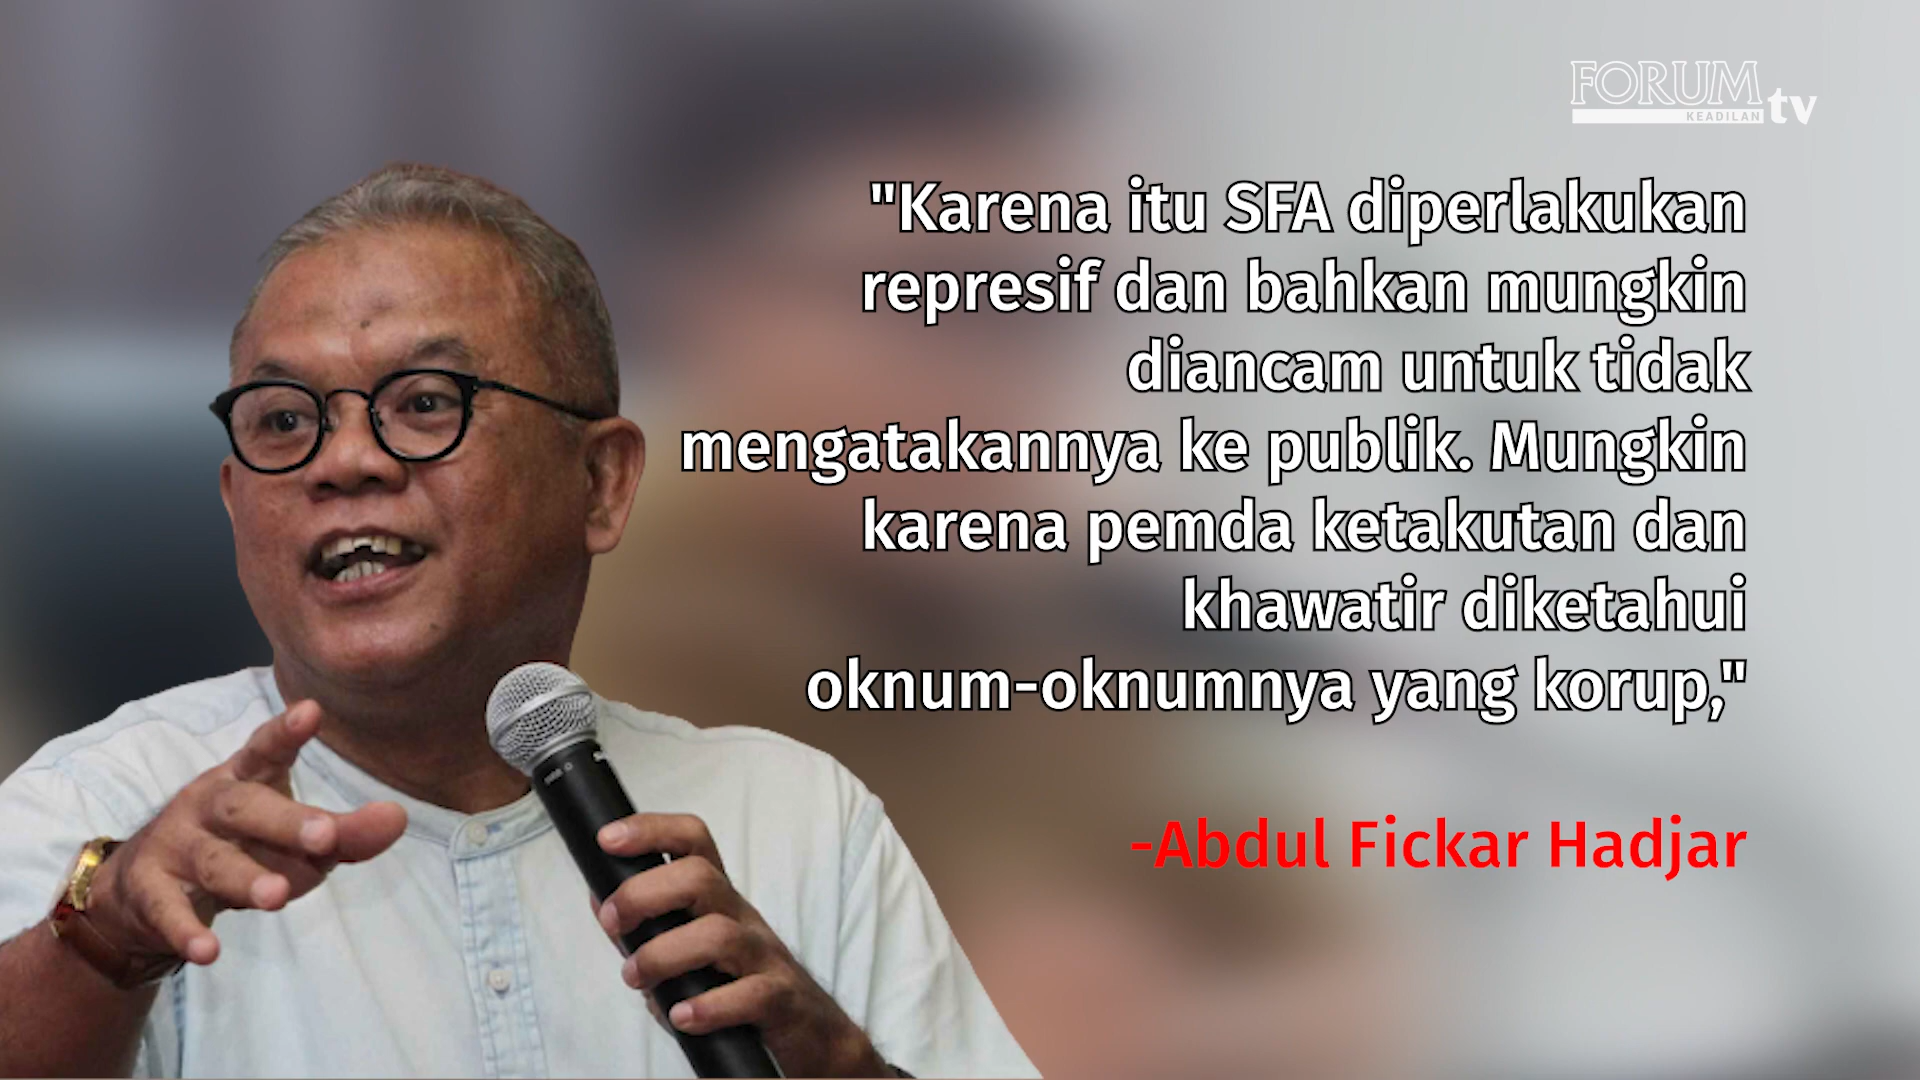 FORUM
KEADILAN tv
"Karena itu SFA diperlakukan
represif dan bahkan mungkin
diancam untuk tidak
mengatakannya ke publik. Mungkin
karena pemda ketakutan dan
khawatir diketahui
oknum-oknumnya yang korup,"
-Abdul Fickar Hadjar